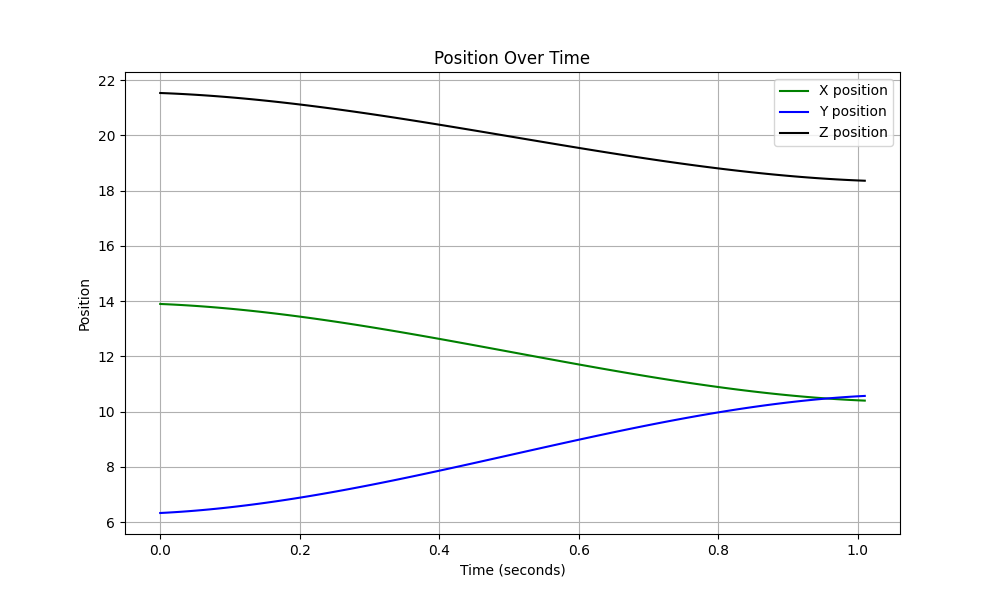 Position Over Time
X position
Y position
Z position
Position
22
20
18
16
14
12
10
8
6
0.0 0.2 0.4 0.6 0.8 1.0
Time (seconds)